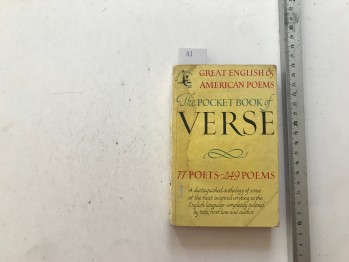 GREAT ENGLISH &
AMERICAN POEMS
The POCKET BOOK of
VERSE
77 POETS–249 POEMS
A distinguished anthology of some
of the most inspired writing in the
English language–completely indexed
by title, first line and author